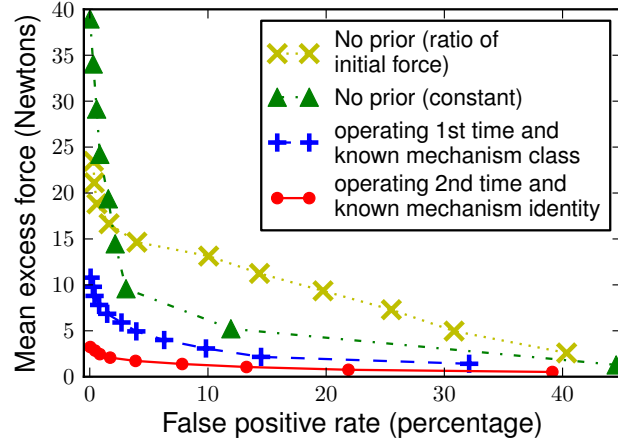 40
35
30
25
20
15
10
5
0
Mean excess force (Newtons)
No prior (ratio of
initial force)
No prior (constant)
operating 1st time and
known mechanism class
operating 2nd time and
known mechanism identity
0 10 20 30 40
False positive rate (percentage)